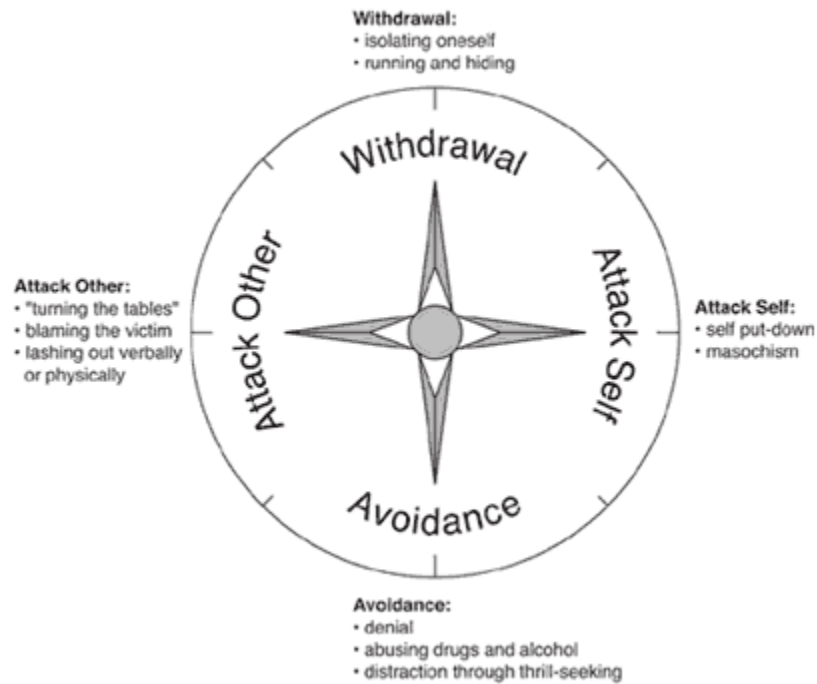 Withdrawal:
• isolating oneself
• running and hiding
Withdrawal
Attack Other:
• "turning the tables"
• blaming the victim
• lashing out verbally
or physically
Attack Other
Attack Self
Attack Self:
• self put-down
• masochism
Avoidance
Avoidance:
• denial
• abusing drugs and alcohol
• distraction through thrill-seeking